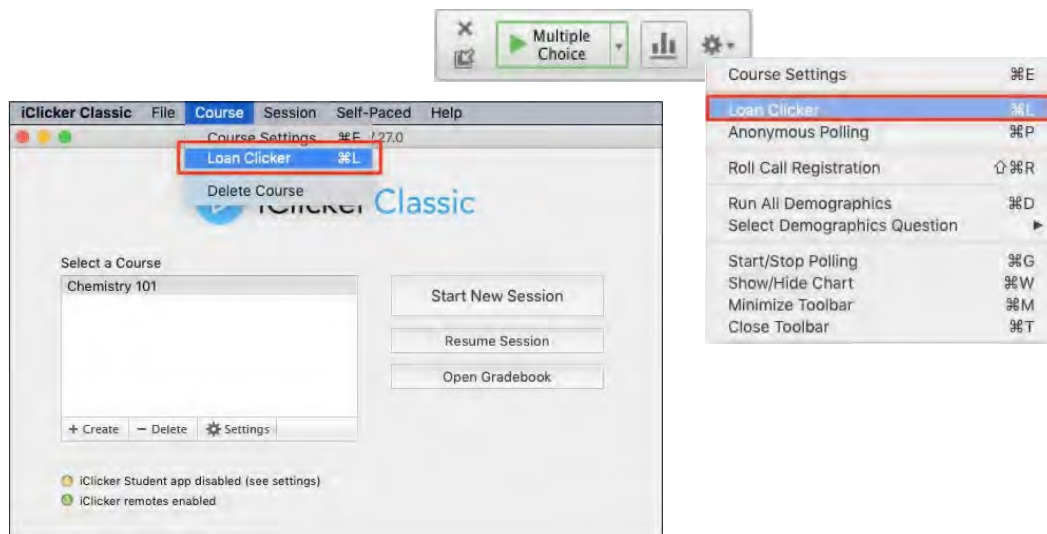 Multiple
Choice
Course Settings ⌘E
Loan Clicker ⌘L
Anonymous Polling ⌘P
Roll Call Registration ⇧⌘R
Run All Demographics ⌘D
Select Demographics Question
Start/Stop Polling ⌘G
Show/Hide Chart ⌘W
Minimize Toolbar ⌘M
Close Toolbar ⌘T
iClicker Classic File Course Session Self-Paced Help
Course Settings ⌘E / 27.0
Loan Clicker ⌘L
Delete Course
iClicker Classic
Select a Course
Chemistry 101
Start New Session
Resume Session
Open Gradebook
+ Create − Delete Settings
iClicker Student app disabled (see settings)
iClicker remotes enabled